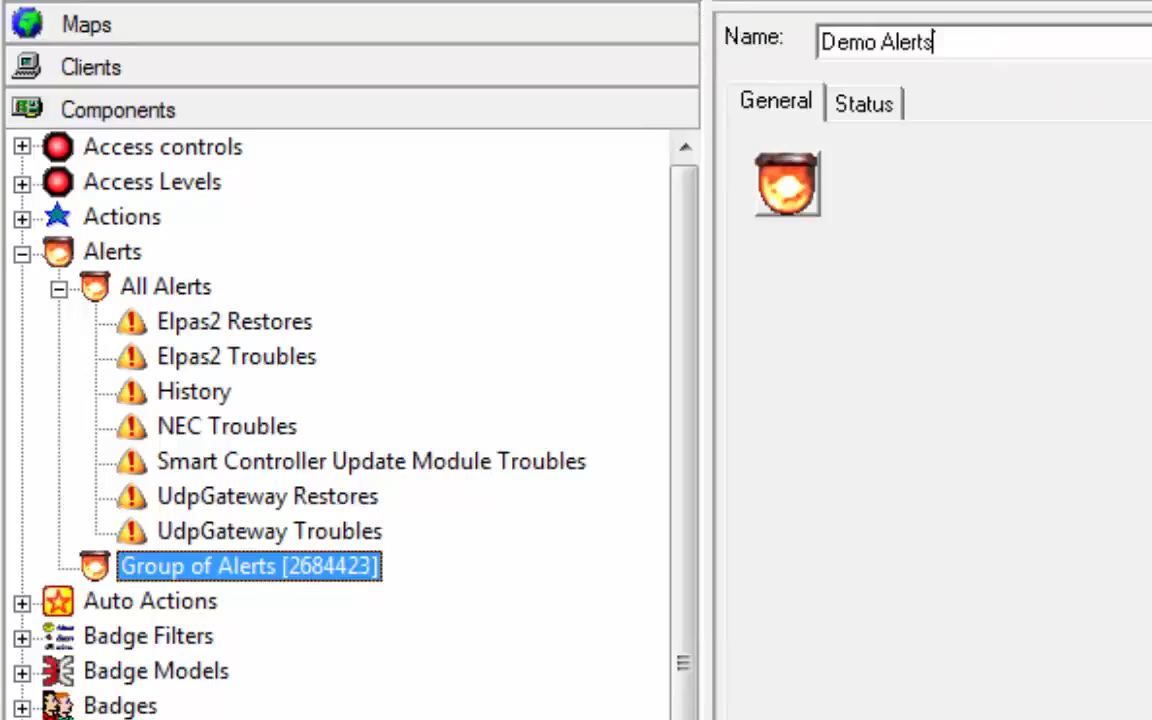 Maps
Clients
Components
Access controls
Access Levels
Actions
Alerts
All Alerts
Elpas2 Restores
Elpas2 Troubles
History
NEC Troubles
Smart Controller Update Module Troubles
UdpGateway Restores
UdpGateway Troubles
Group of Alerts [2684423]
Auto Actions
Badge Filters
Badge Models
Badges
Name: Demo Alerts
General Status